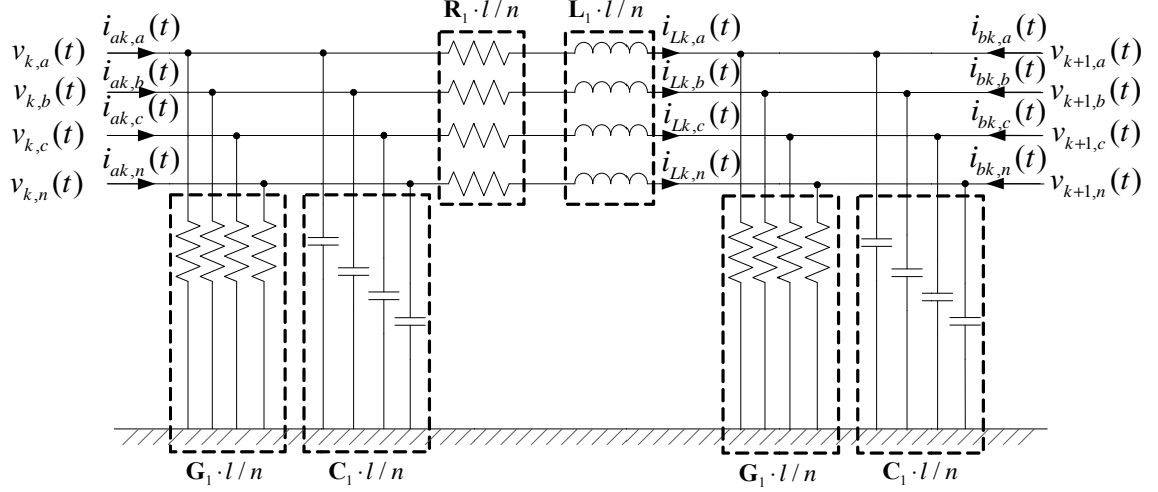 R₁·l/n L₁·l/n
i_{ak,a}(t) i_{Lk,a}(t) i_{bk,a}(t)
v_{k,a}(t) v_{k+1,a}(t)
i_{ak,b}(t) i_{Lk,b}(t) i_{bk,b}(t)
v_{k,b}(t) v_{k+1,b}(t)
i_{ak,c}(t) i_{Lk,c}(t) i_{bk,c}(t)
v_{k,c}(t) v_{k+1,c}(t)
i_{ak,n}(t) i_{Lk,n}(t) i_{bk,n}(t)
v_{k,n}(t) v_{k+1,n}(t)
G₁·l/n C₁·l/n G₁·l/n C₁·l/n